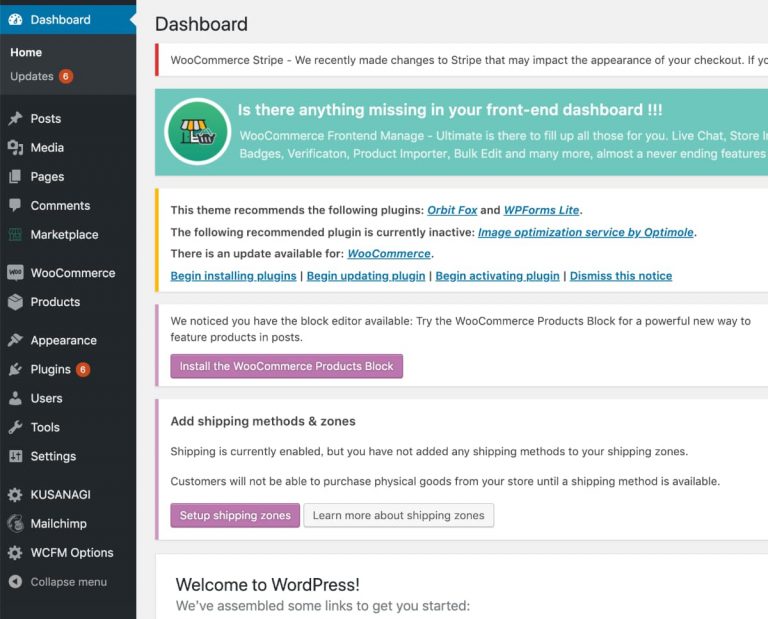 Dashboard
Home
Updates 6
Posts
Media
Pages
Comments
Marketplace
WooCommerce
Products
Appearance
Plugins 6
Users
Tools
Settings
KUSANAGI
Mailchimp
WCFM Options
Collapse menu
Dashboard
WooCommerce Stripe - We recently made changes to Stripe that may impact the appearance of your checkout. If
Is there anything missing in your front-end dashboard !!!
WooCommerce Frontend Manage - Ultimate is there to fill up all those for you. Live Chat, Store
Badges, Verificaton, Product Importer, Bulk Edit and many more, almost a never ending features
This theme recommends the following plugins: Orbit Fox and WPForms Lite.
The following recommended plugin is currently inactive: Image optimization service by Optimole.
There is an update available for: WooCommerce.
Begin installing plugins | Begin updating plugin | Begin activating plugin | Dismiss this notice
We noticed you have the block editor available: Try the WooCommerce Products Block for a powerful new way to
feature products in posts.
Install the WooCommerce Products Block
Add shipping methods & zones
Shipping is currently enabled, but you have not added any shipping methods to your shipping zones.
Customers will not be able to purchase physical goods from your store until a shipping method is available.
Setup shipping zones
Learn more about shipping zones
Welcome to WordPress!
We've assembled some links to get you started: